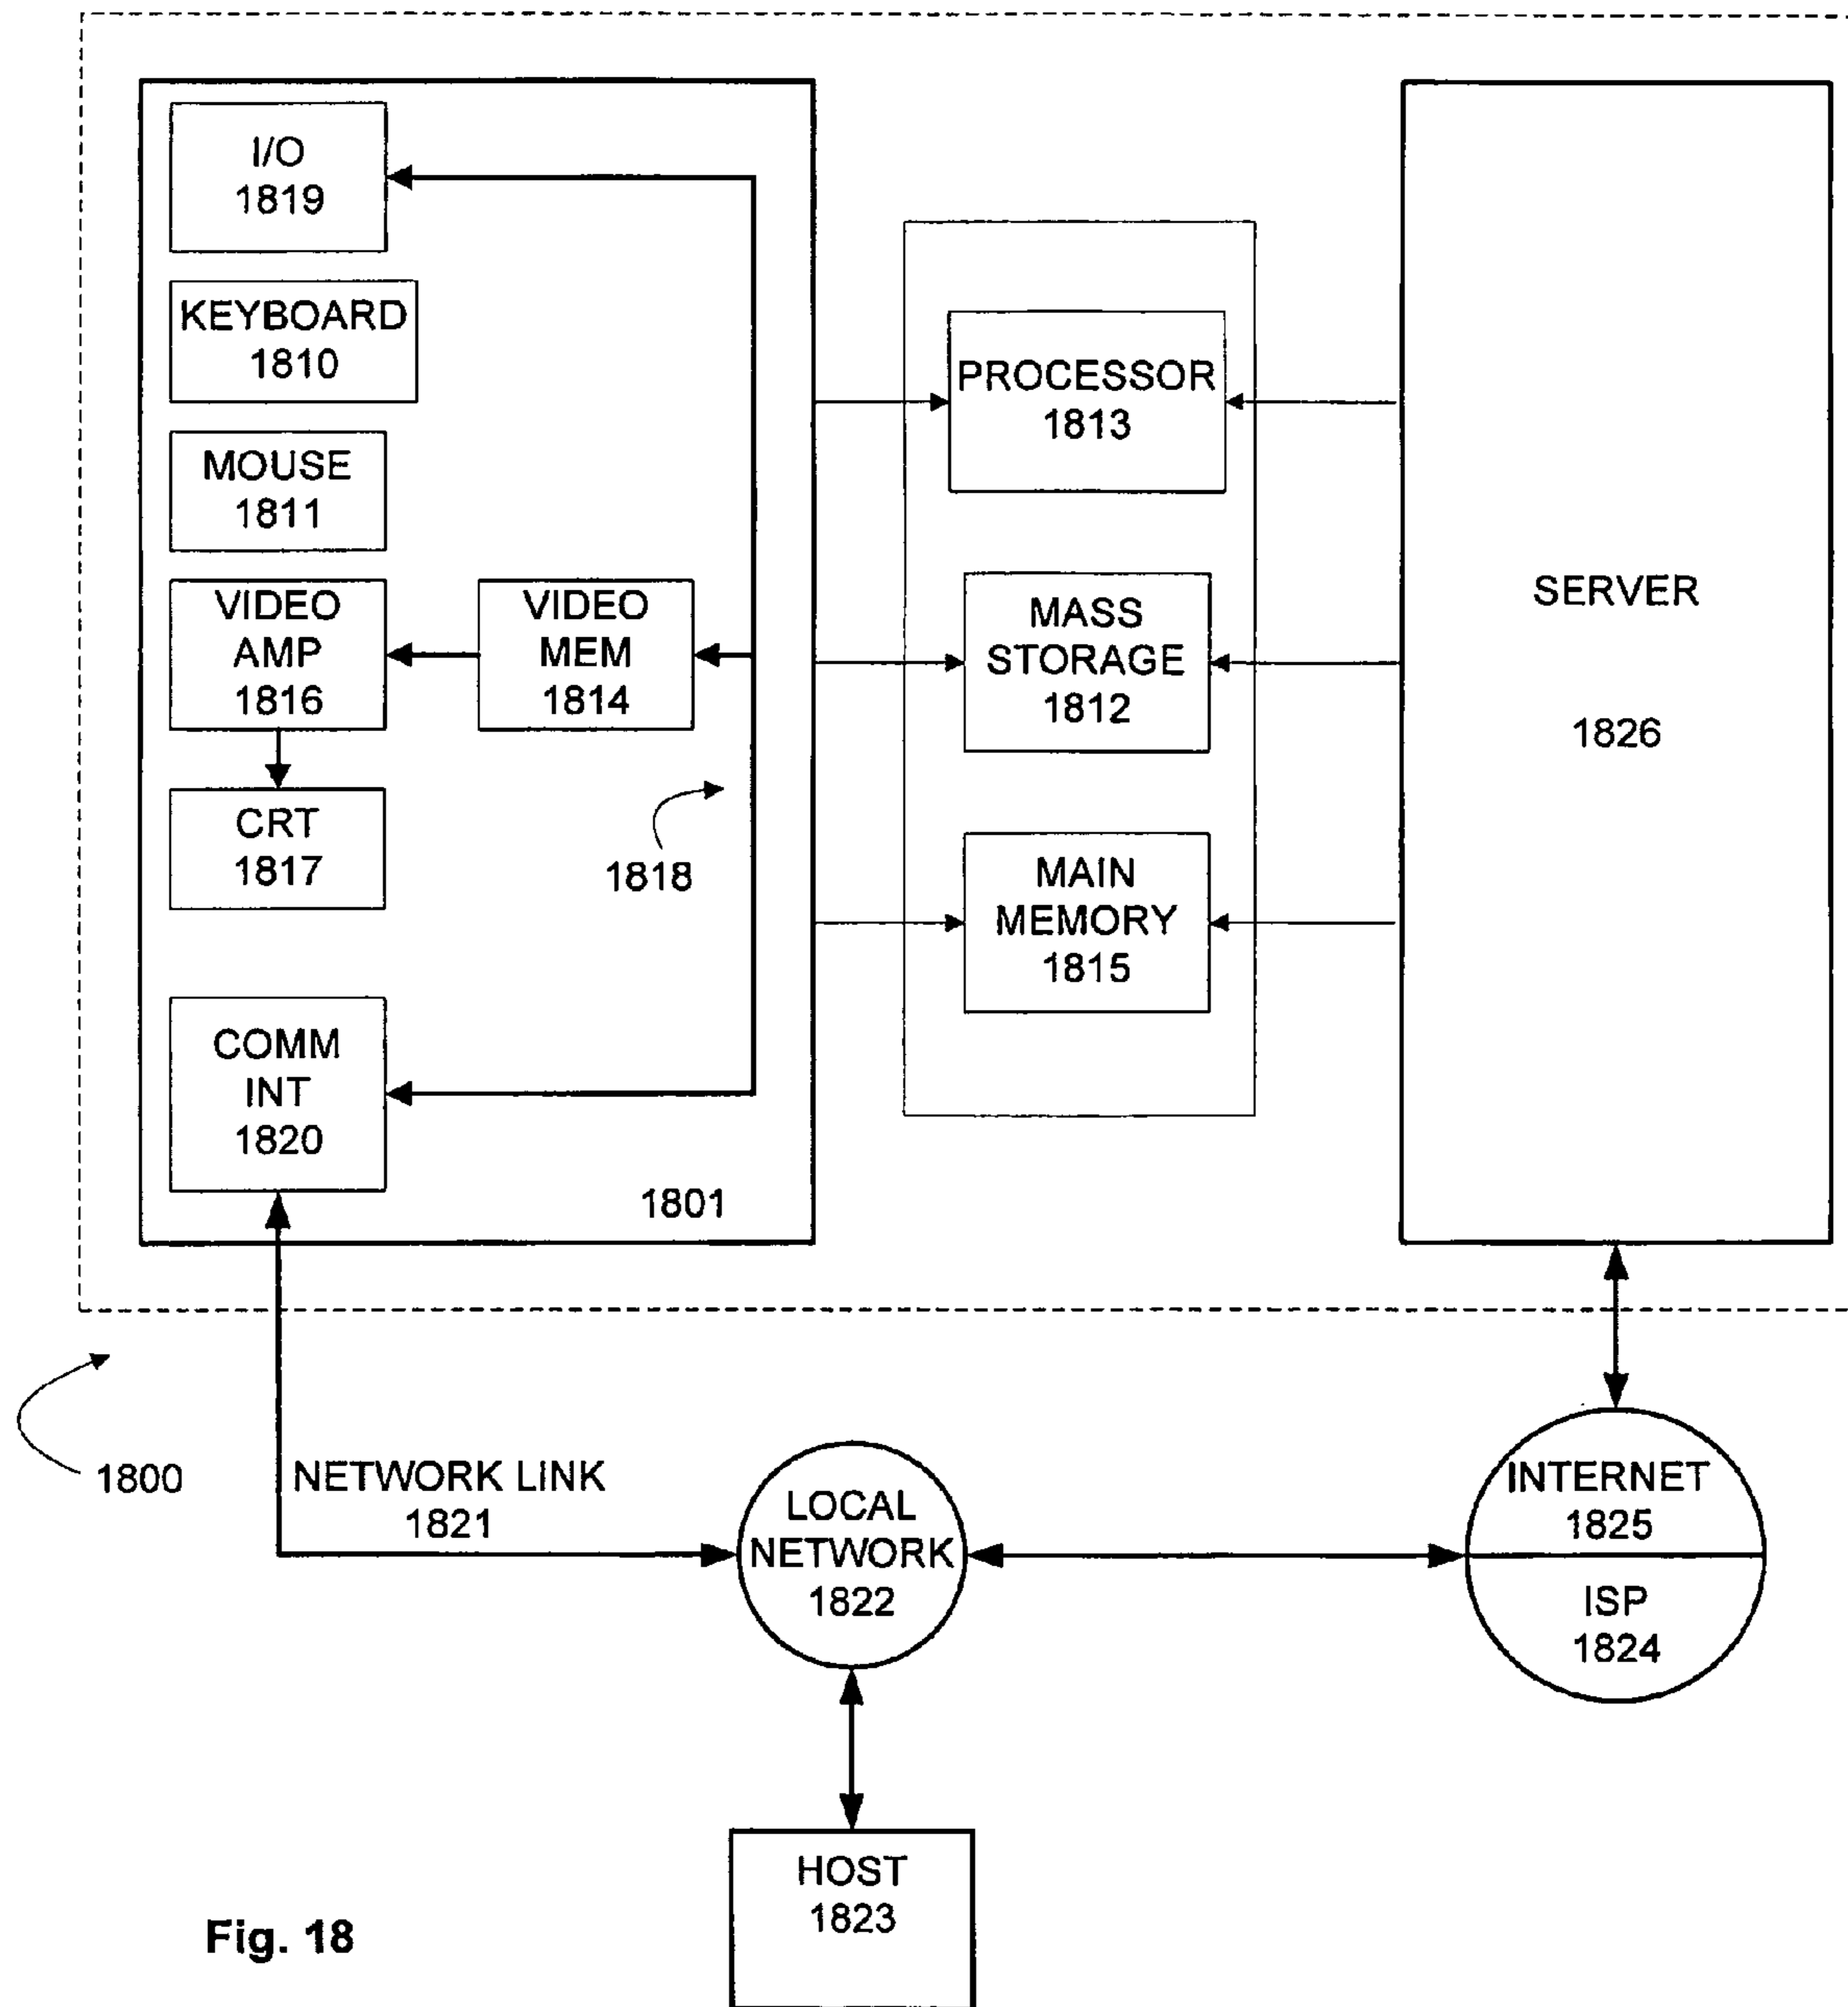 I/O
1819
KEYBOARD
1810
MOUSE
1811
VIDEO
AMP
1816
VIDEO
MEM
1814
CRT
1817
1818
COMM
INT
1820
1801
PROCESSOR
1813
MASS
STORAGE
1812
MAIN
MEMORY
1815
SERVER
1826
1800
NETWORK LINK
1821
LOCAL
NETWORK
1822
INTERNET
1825
ISP
1824
HOST
1823
Fig. 18